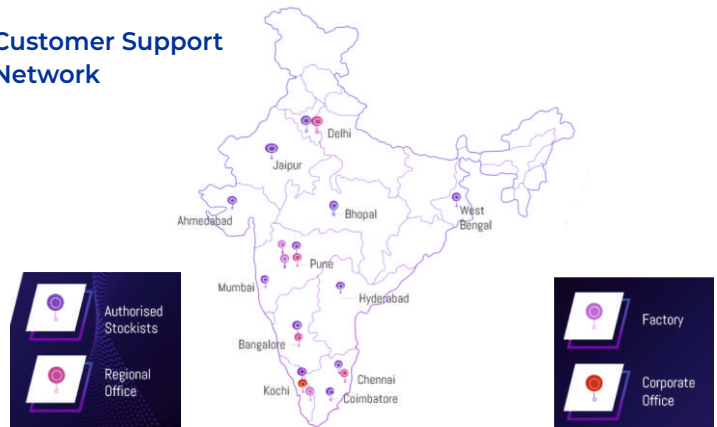 Customer Support
Network
Delhi
Jaipur
Ahmedabad
Bhopal
West
Bengal
Pune
Mumbai
Hyderabad
Bangalore
Chennai
Kochi
Coimbatore
Authorised
Stockists
Regional
Office
Factory
Corporate
Office